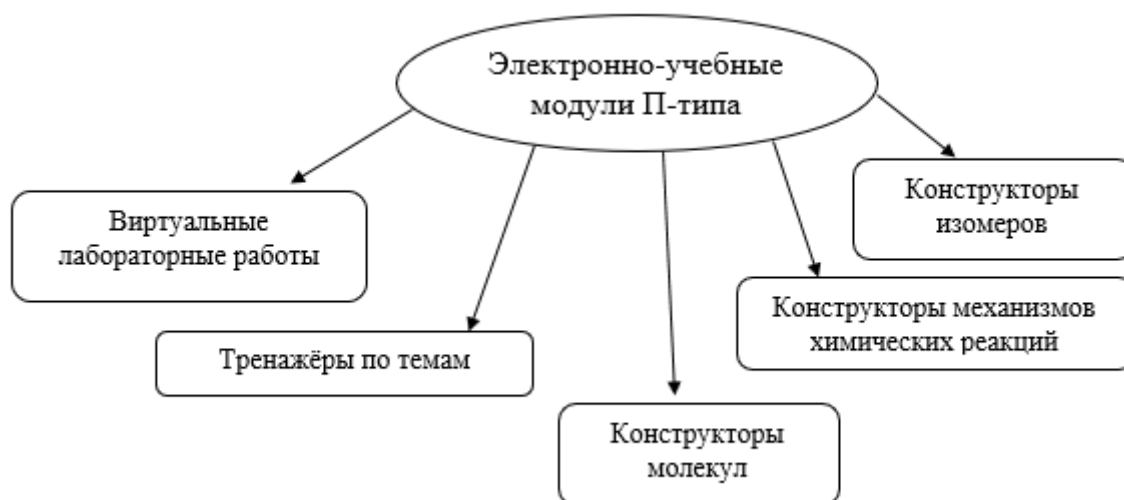 Электронно-учебные
модули П-типа
Виртуальные
лабораторные работы
Тренажёры по темам
Конструкторы
молекул
Конструкторы механизмов
химических реакций
Конструкторы
изомеров